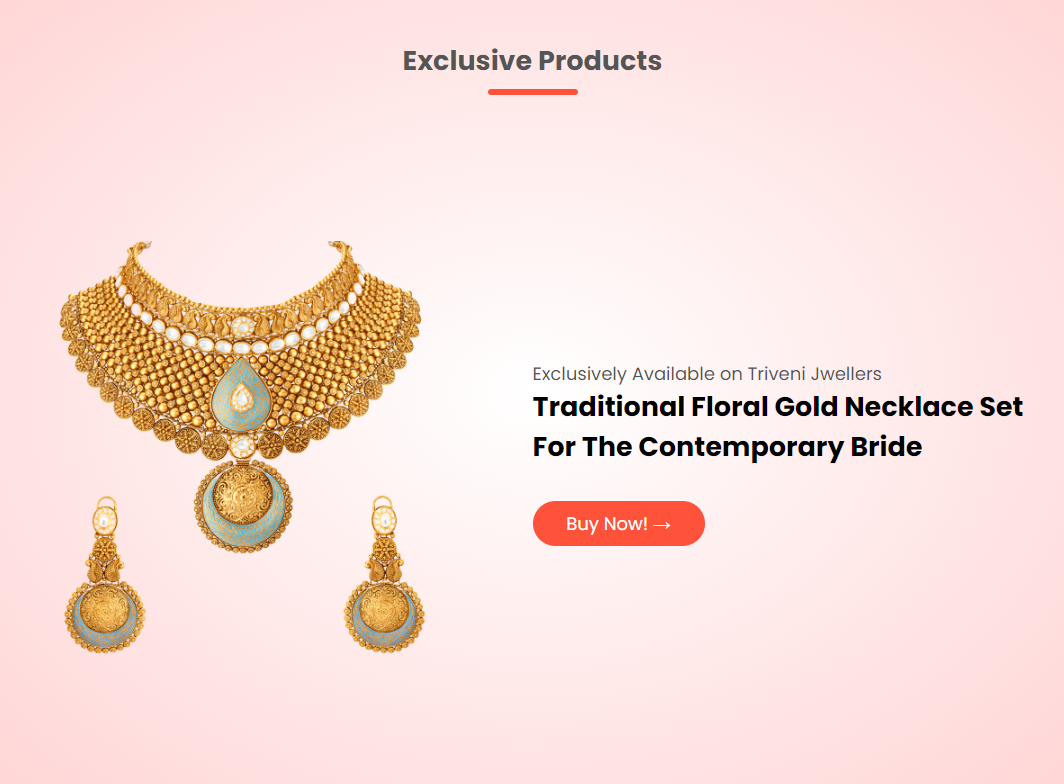 Exclusive Products
Exclusively Available on Triveni Jwellers
Traditional Floral Gold Necklace Set
For The Contemporary Bride
Buy Now! →